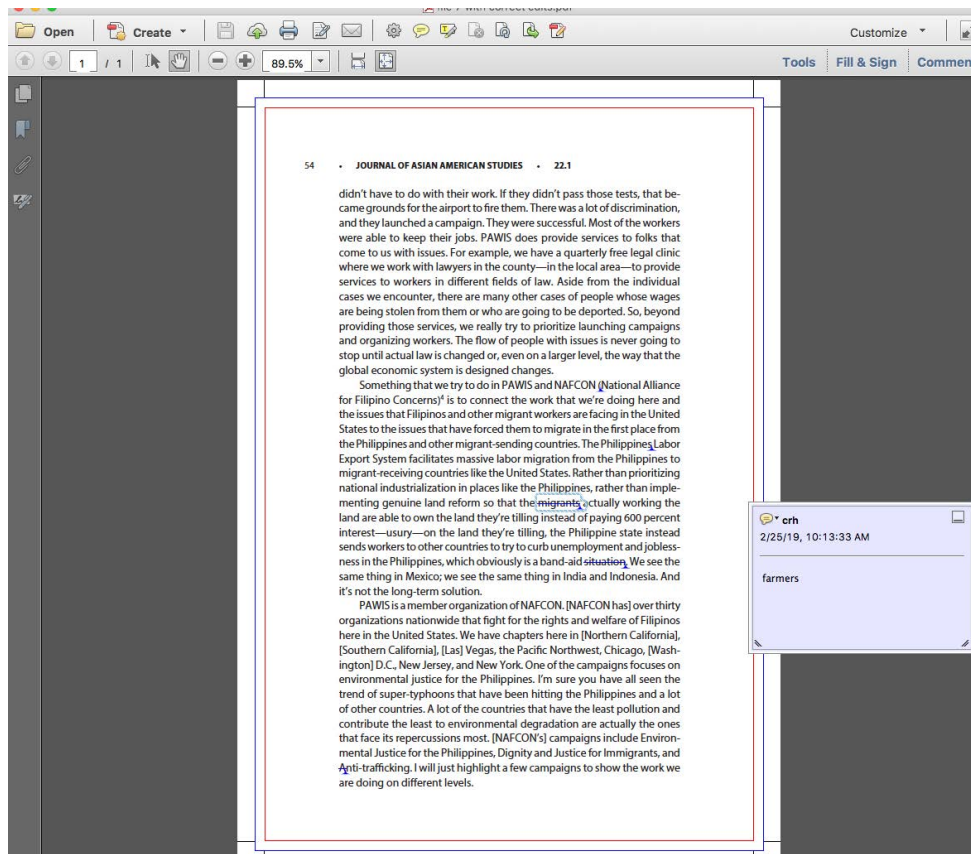 file 7 with correct edits.pdf
Open Create Customize
1 / 1 89.5% Tools Fill & Sign Commen
54 • JOURNAL OF ASIAN AMERICAN STUDIES • 22.1
didn't have to do with their work. If they didn't pass those tests, that be-
came grounds for the airport to fire them. There was a lot of discrimination,
and they launched a campaign. They were successful. Most of the workers
were able to keep their jobs. PAWIS does provide services to folks that
come to us with issues. For example, we have a quarterly free legal clinic
where we work with lawyers in the county—in the local area—to provide
services to workers in different fields of law. Aside from the individual
cases we encounter, there are many other cases of people whose wages
are being stolen from them or who are going to be deported. So, beyond
providing those services, we really try to prioritize launching campaigns
and organizing workers. The flow of people with issues is never going to
stop until actual law is changed or, even on a larger level, the way that the
global economic system is designed changes.
Something that we try to do in PAWIS and NAFCON (National Alliance
for Filipino Concerns)⁴ is to connect the work that we're doing here and
the issues that Filipinos and other migrant workers are facing in the United
States to the issues that have forced them to migrate in the first place from
the Philippines and other migrant-sending countries. The Philippines Labor
Export System facilitates massive labor migration from the Philippines to
migrant-receiving countries like the United States. Rather than prioritizing
national industrialization in places like the Philippines, rather than imple-
menting genuine land reform so that the migrants actually working the
land are able to own the land they're tilling instead of paying 600 percent
interest—usury—on the land they're tilling, the Philippine state instead
sends workers to other countries to try to curb unemployment and jobless-
ness in the Philippines, which obviously is a band-aid situation. We see the
same thing in Mexico; we see the same thing in India and Indonesia. And
it's not the long-term solution.
PAWIS is a member organization of NAFCON. [NAFCON has] over thirty
organizations nationwide that fight for the rights and welfare of Filipinos
here in the United States. We have chapters here in [Northern California],
[Southern California], [Las] Vegas, the Pacific Northwest, Chicago, [Wash-
ington] D.C., New Jersey, and New York. One of the campaigns focuses on
environmental justice for the Philippines. I'm sure you have all seen the
trend of super-typhoons that have been hitting the Philippines and a lot
of other countries. A lot of the countries that have the least pollution and
contribute the least to environmental degradation are actually the ones
that face its repercussions most. [NAFCON's] campaigns include Environ-
mental Justice for the Philippines, Dignity and Justice for Immigrants, and
Anti-trafficking. I will just highlight a few campaigns to show the work we
are doing on different levels.
crh
2/25/19, 10:13:33 AM
farmers